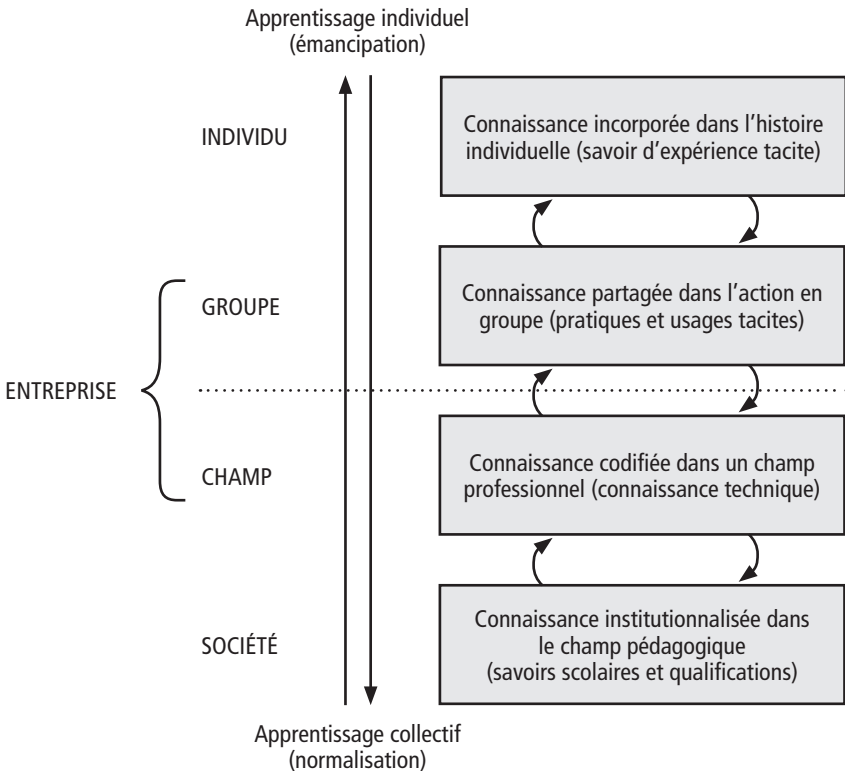 Apprentissage individuel
(émancipation)
INDIVIDU
Connaissance incorporée dans l’histoire
individuelle (savoir d’expérience tacite)
GROUPE
Connaissance partagée dans l’action en
groupe (pratiques et usages tacites)
ENTREPRISE
CHAMP
Connaissance codifiée dans un champ
professionnel (connaissance technique)
SOCIÉTÉ
Connaissance institutionnalisée dans
le champ pédagogique
(savoirs scolaires et qualifications)
Apprentissage collectif
(normalisation)